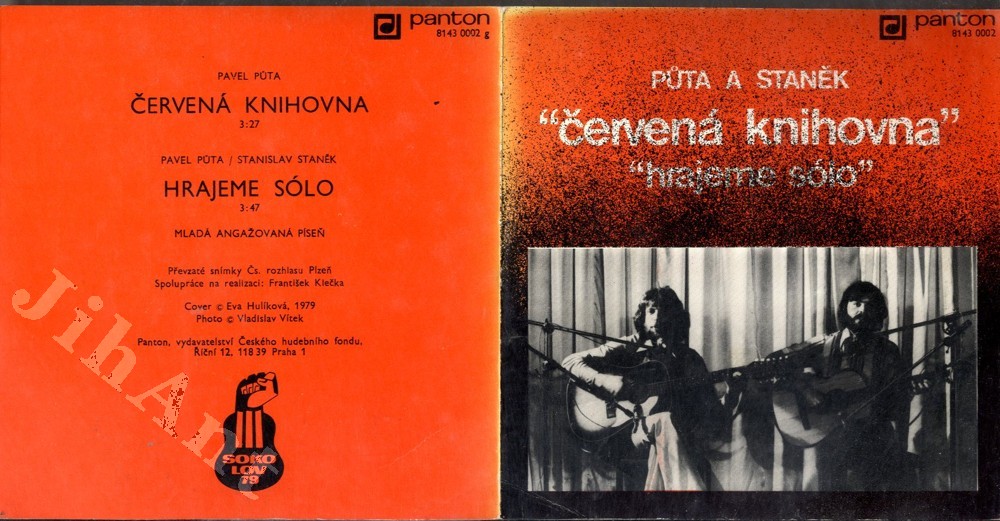 panton
8143 0002 g
PAVEL PŮTA
ČERVENÁ KNIHOVNA
3:27
PAVEL PŮTA / STANISLAV STANĚK
HRAJEME SÓLO
3:47
MLADÁ ANGAŽOVANÁ PÍSEŇ
Převzaté snímky Čs. rozhlasu Plzeň
Spolupráce na realizaci: František Klečka
Cover © Eva Hulíková, 1979
Photo © Vladislav Vítek
Panton, vydavatelství Českého hudebního fondu,
Říční 12, 118 39 Praha 1
SOKO
LOV
79
JihAnt
panton
8143 0002
PŮTA A STANĚK
“červená knihovna”
“hrajeme sólo”